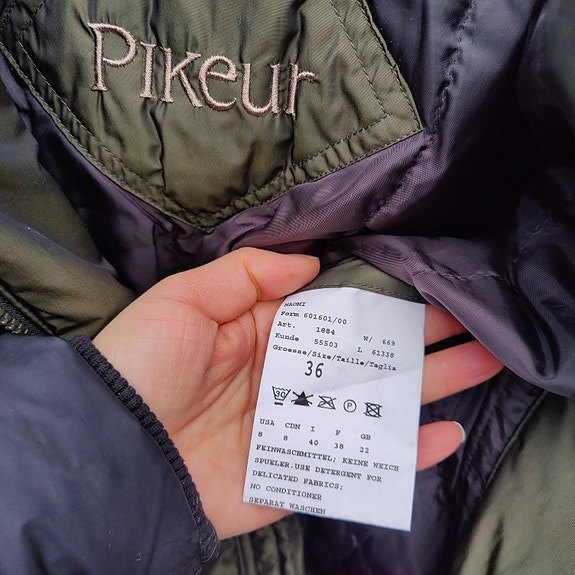 Pikeur
NAOMI
Form 601601/00
Art. 1884 W/ 669
Kunde 55503 L 61338
Groesse/Size/Taille/Taglia
36
30 P
USA CDN I F GB
8 8 40 38 22
FEINWASCHMITTEL; KEINE WEICH
SPUELER.USE DETERGENT FOR
DELICATED FABRICS;
NO CONDITIONER
SEPARAT WASCHEN